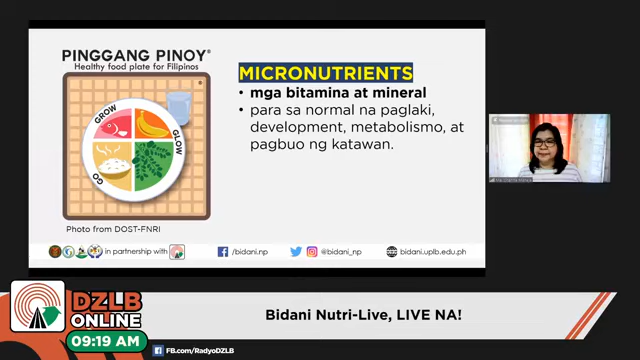 PINGGANG PINOY®
Healthy food plate for Filipinos
GROW
GLOW
GO
Photo from DOST-FNRI
MICRONUTRIENTS
• mga bitamina at mineral
• para sa normal na paglaki,
development, metabolismo, at
pagbuo ng katawan.
in partnership with
/bidani.np
@bidani_np
bidani.uplb.edu.ph
DZLB
ONLINE
09:19 AM
Bidani Nutri-Live, LIVE NA!
FB.com/RadyoDZLB